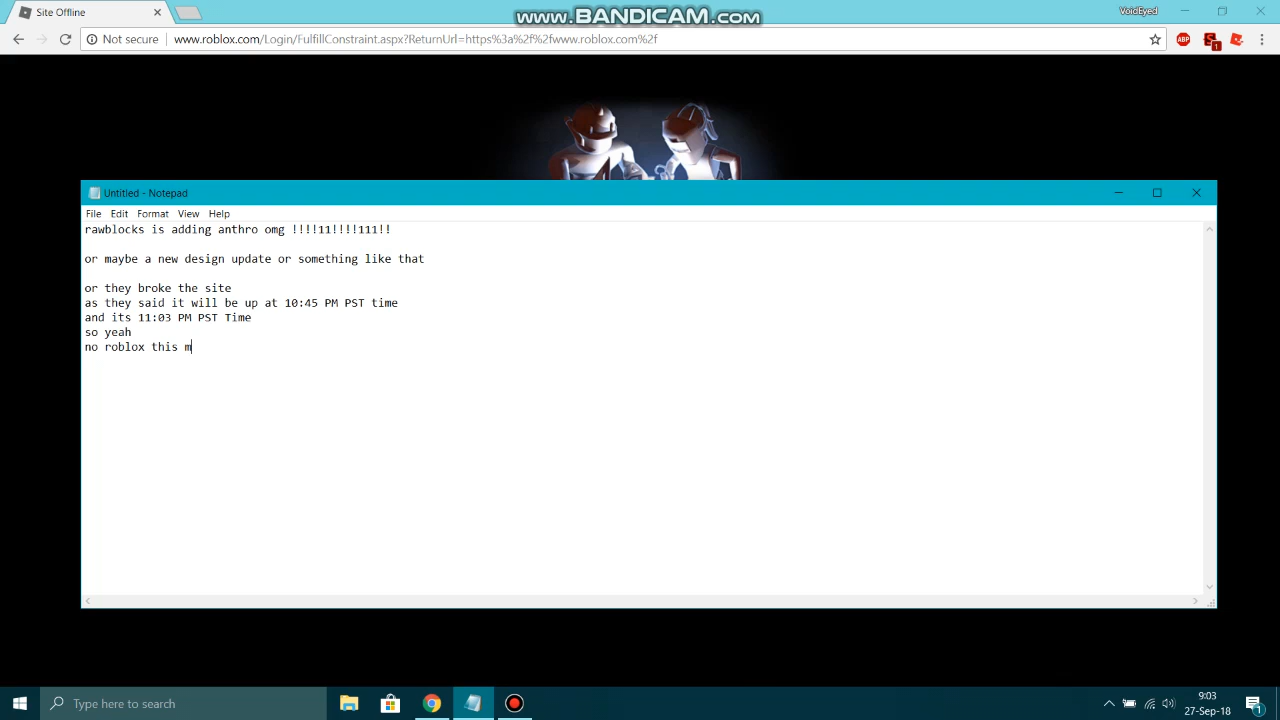 Site Offline
www.BANDICAM.com
VoidEyed
Not secure
www.roblox.com/Login/FulfillConstraint.aspx?ReturnUrl=https%3a%2f%2fwww.roblox.com%2f
ABP
1
Untitled - Notepad
File Edit Format View Help
rawblocks is adding anthro omg !!!!11!!!!111!!
or maybe a new design update or something like that
or they broke the site
as they said it will be up at 10:45 PM PST time
and its 11:03 PM PST Time
so yeah
no roblox this m
Type here to search
9:03
27-Sep-18
1